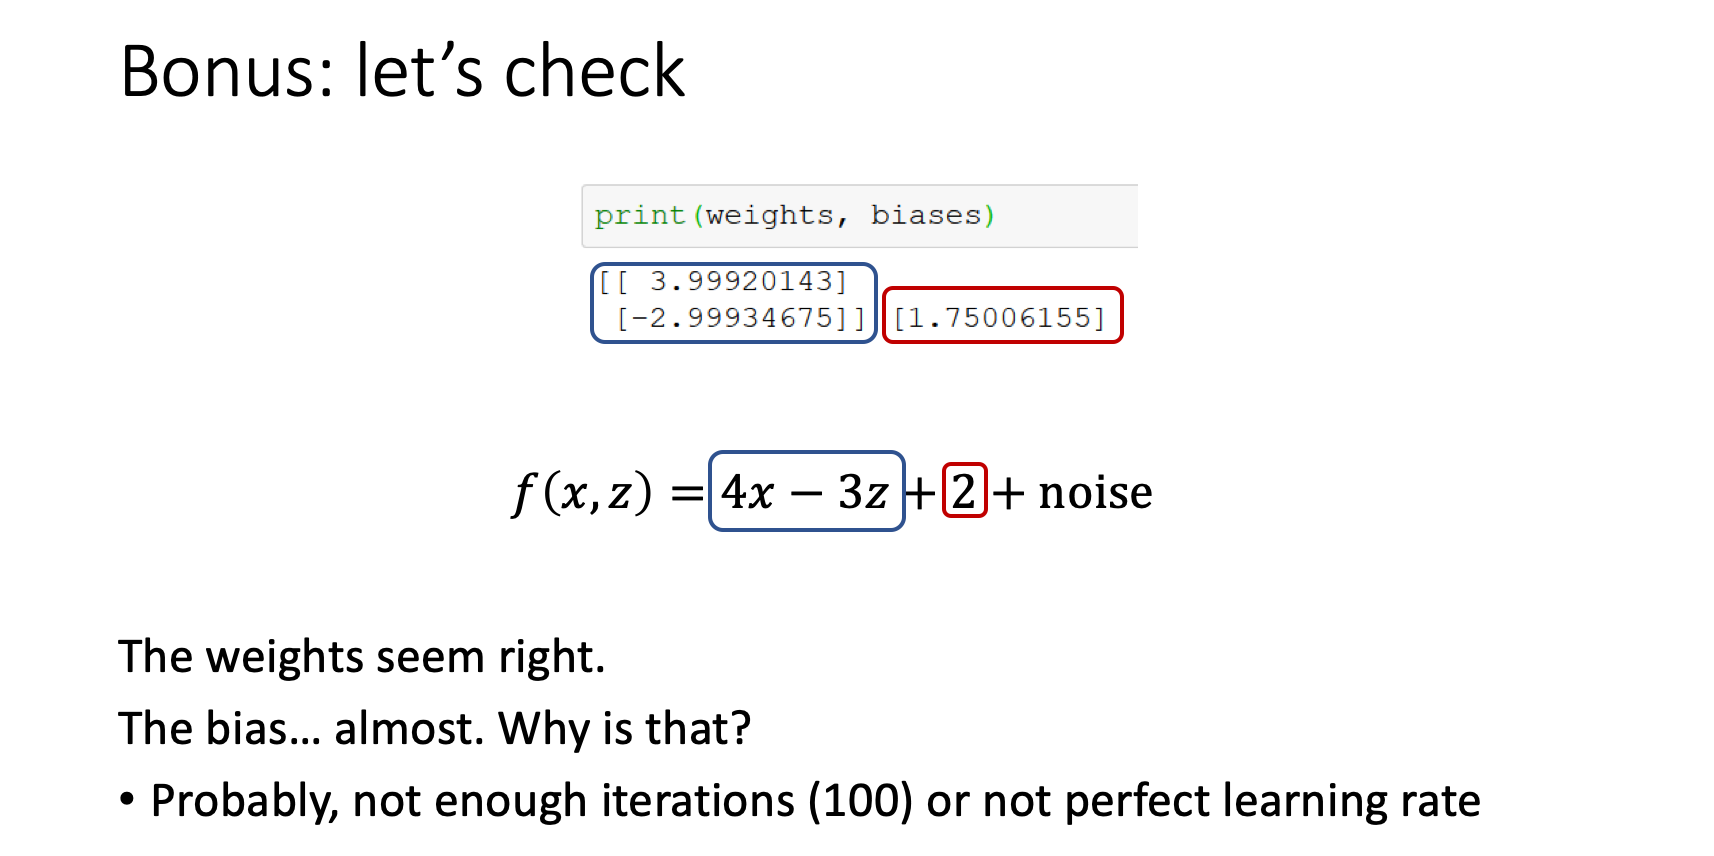 Bonus: let’s check
print(weights, biases)
[[ 3.99920143]
[-2.99934675]] [1.75006155]
f(x,z) = 4x − 3z + 2 + noise
The weights seem right.
The bias… almost. Why is that?
• Probably, not enough iterations (100) or not perfect learning rate